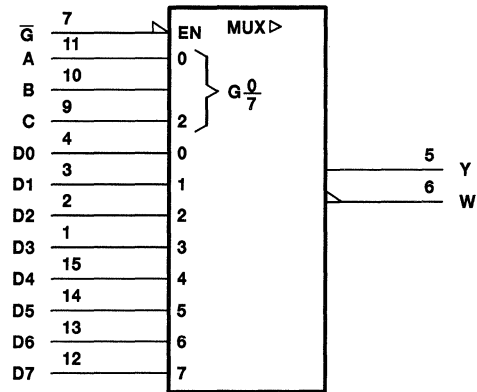 G̅ 7 EN MUX ▷
A 11 0
B 10 G 0/7
C 9 2
D0 4 0
D1 3 1
5 Y
D2 2 2
6 W
D3 1 3
D4 15 4
D5 14 5
D6 13 6
D7 12 7